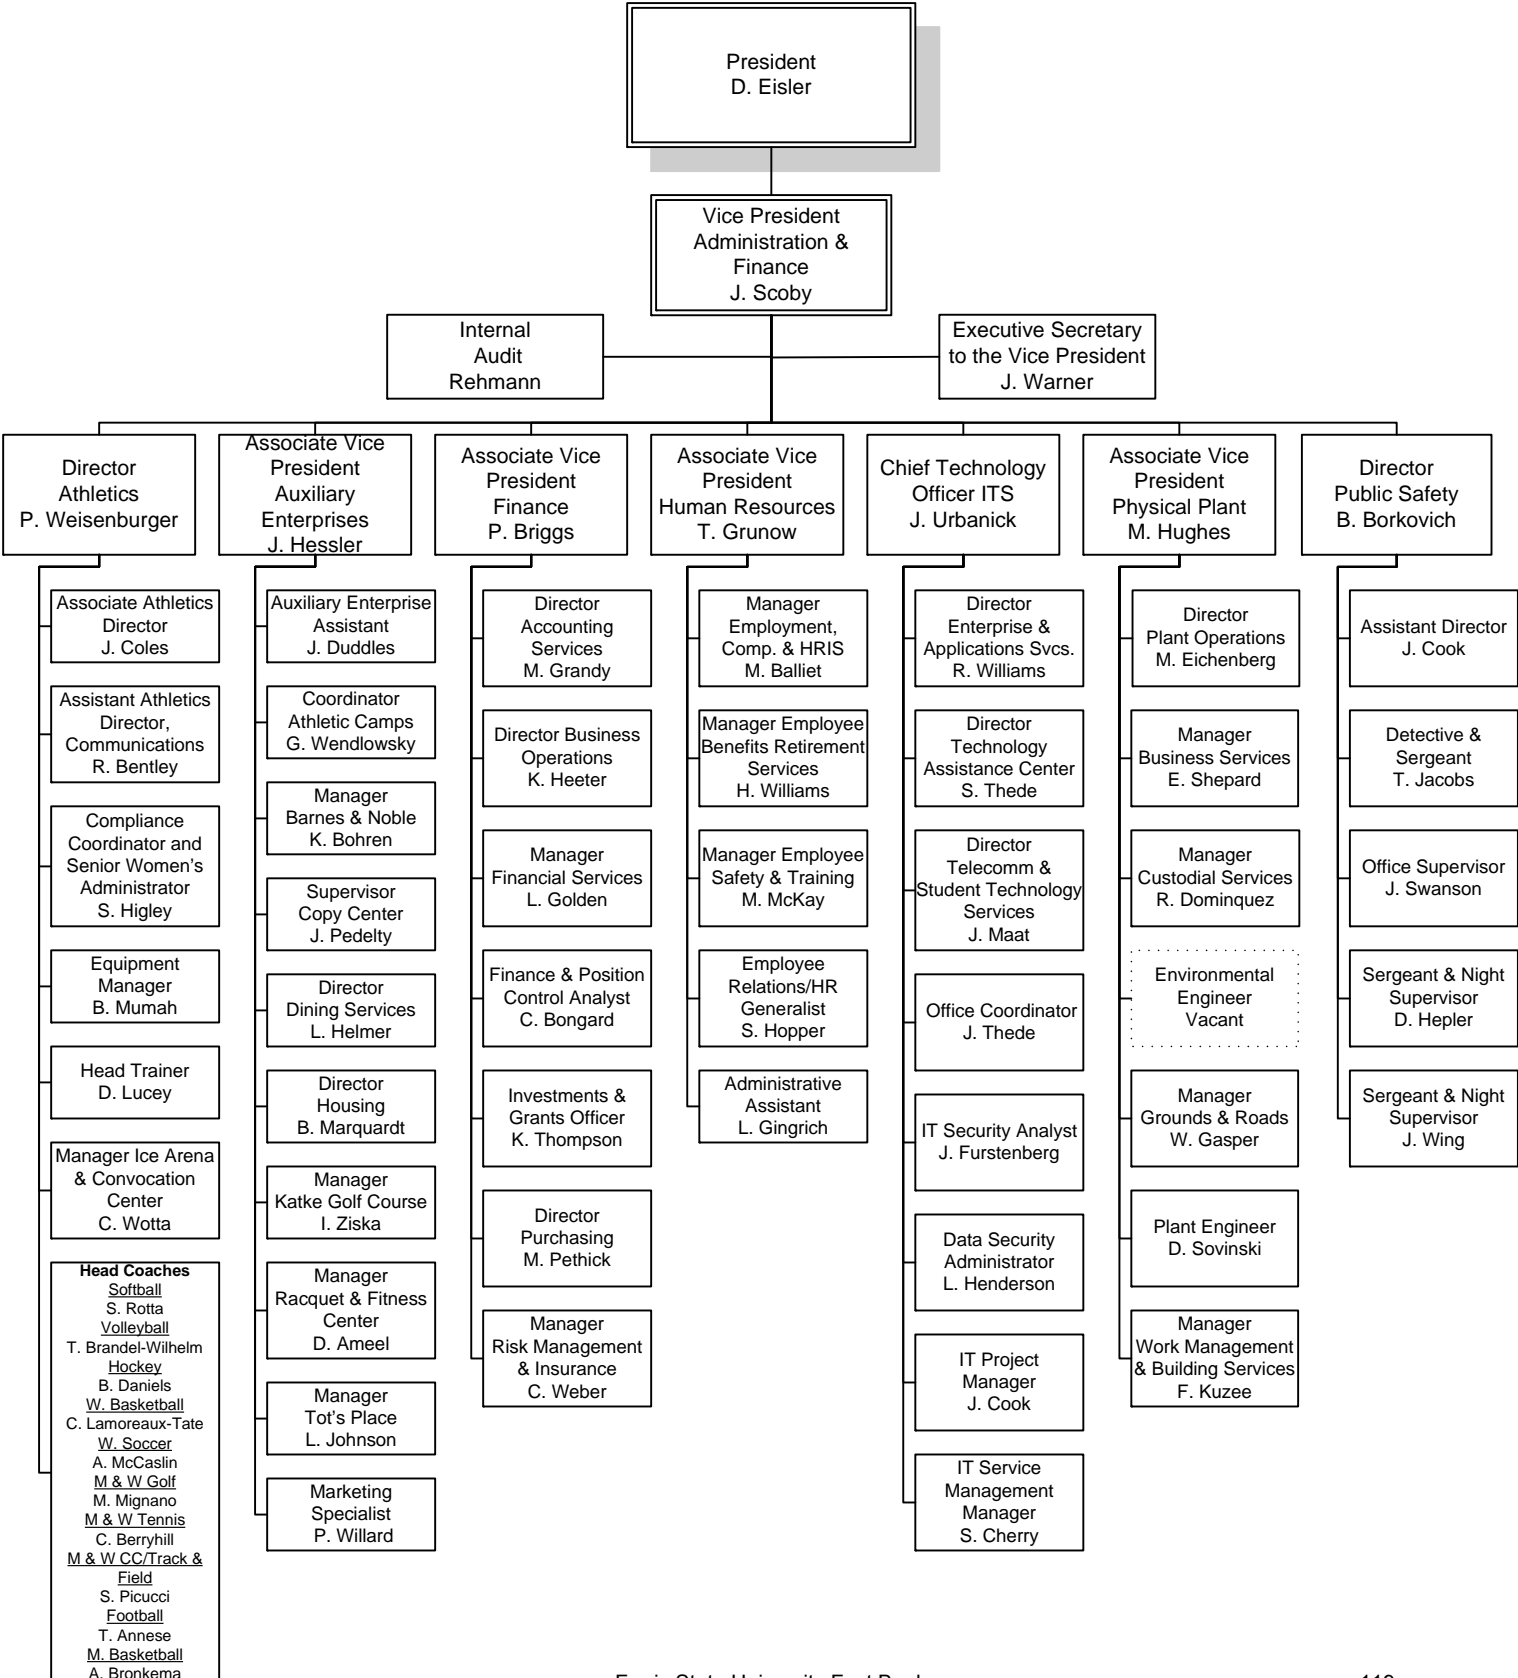 President
D. Eisler
Vice President
Administration &
Finance
J. Scoby
Internal
Audit
Rehmann
Executive Secretary
to the Vice President
J. Warner
Director
Athletics
P. Weisenburger
Associate Vice
President
Auxiliary
Enterprises
J. Hessler
Associate Vice
President
Finance
P. Briggs
Associate Vice
President
Human Resources
T. Grunow
Chief Technology
Officer ITS
J. Urbanick
Associate Vice
President
Physical Plant
M. Hughes
Director
Public Safety
B. Borkovich
Associate Athletics
Director
J. Coles
Assistant Athletics
Director,
Communications
R. Bentley
Compliance
Coordinator and
Senior Women's
Administrator
S. Higley
Equipment
Manager
B. Mumah
Head Trainer
D. Lucey
Manager Ice Arena
& Convocation
Center
C. Wotta
Head Coaches
Softball
S. Rotta
Volleyball
T. Brandel-Wilhelm
Hockey
B. Daniels
W. Basketball
C. Lamoreaux-Tate
W. Soccer
A. McCaslin
M & W Golf
M. Mignano
M & W Tennis
C. Berryhill
M & W CC/Track &
Field
S. Picucci
Football
T. Annese
M. Basketball
A. Bronkema
Auxiliary Enterprise
Assistant
J. Duddles
Coordinator
Athletic Camps
G. Wendlowsky
Manager
Barnes & Noble
K. Bohren
Supervisor
Copy Center
J. Pedelty
Director
Dining Services
L. Helmer
Director
Housing
B. Marquardt
Manager
Katke Golf Course
I. Ziska
Manager
Racquet & Fitness
Center
D. Ameel
Manager
Tot's Place
L. Johnson
Marketing
Specialist
P. Willard
Director
Accounting
Services
M. Grandy
Director Business
Operations
K. Heeter
Manager
Financial Services
L. Golden
Finance & Position
Control Analyst
C. Bongard
Investments &
Grants Officer
K. Thompson
Director
Purchasing
M. Pethick
Manager
Risk Management
& Insurance
C. Weber
Manager
Employment,
Comp. & HRIS
M. Balliet
Manager Employee
Benefits Retirement
Services
H. Williams
Manager Employee
Safety & Training
M. McKay
Employee
Relations/HR
Generalist
S. Hopper
Administrative
Assistant
L. Gingrich
Director
Enterprise &
Applications Svcs.
R. Williams
Director
Technology
Assistance Center
S. Thede
Director
Telecomm &
Student Technology
Services
J. Maat
Office Coordinator
J. Thede
IT Security Analyst
J. Furstenberg
Data Security
Administrator
L. Henderson
IT Project
Manager
J. Cook
IT Service
Management
Manager
S. Cherry
Director
Plant Operations
M. Eichenberg
Manager
Business Services
E. Shepard
Manager
Custodial Services
R. Dominquez
Environmental
Engineer
Vacant
Manager
Grounds & Roads
W. Gasper
Plant Engineer
D. Sovinski
Manager
Work Management
& Building Services
F. Kuzee
Assistant Director
J. Cook
Detective &
Sergeant
T. Jacobs
Office Supervisor
J. Swanson
Sergeant & Night
Supervisor
D. Hepler
Sergeant & Night
Supervisor
J. Wing